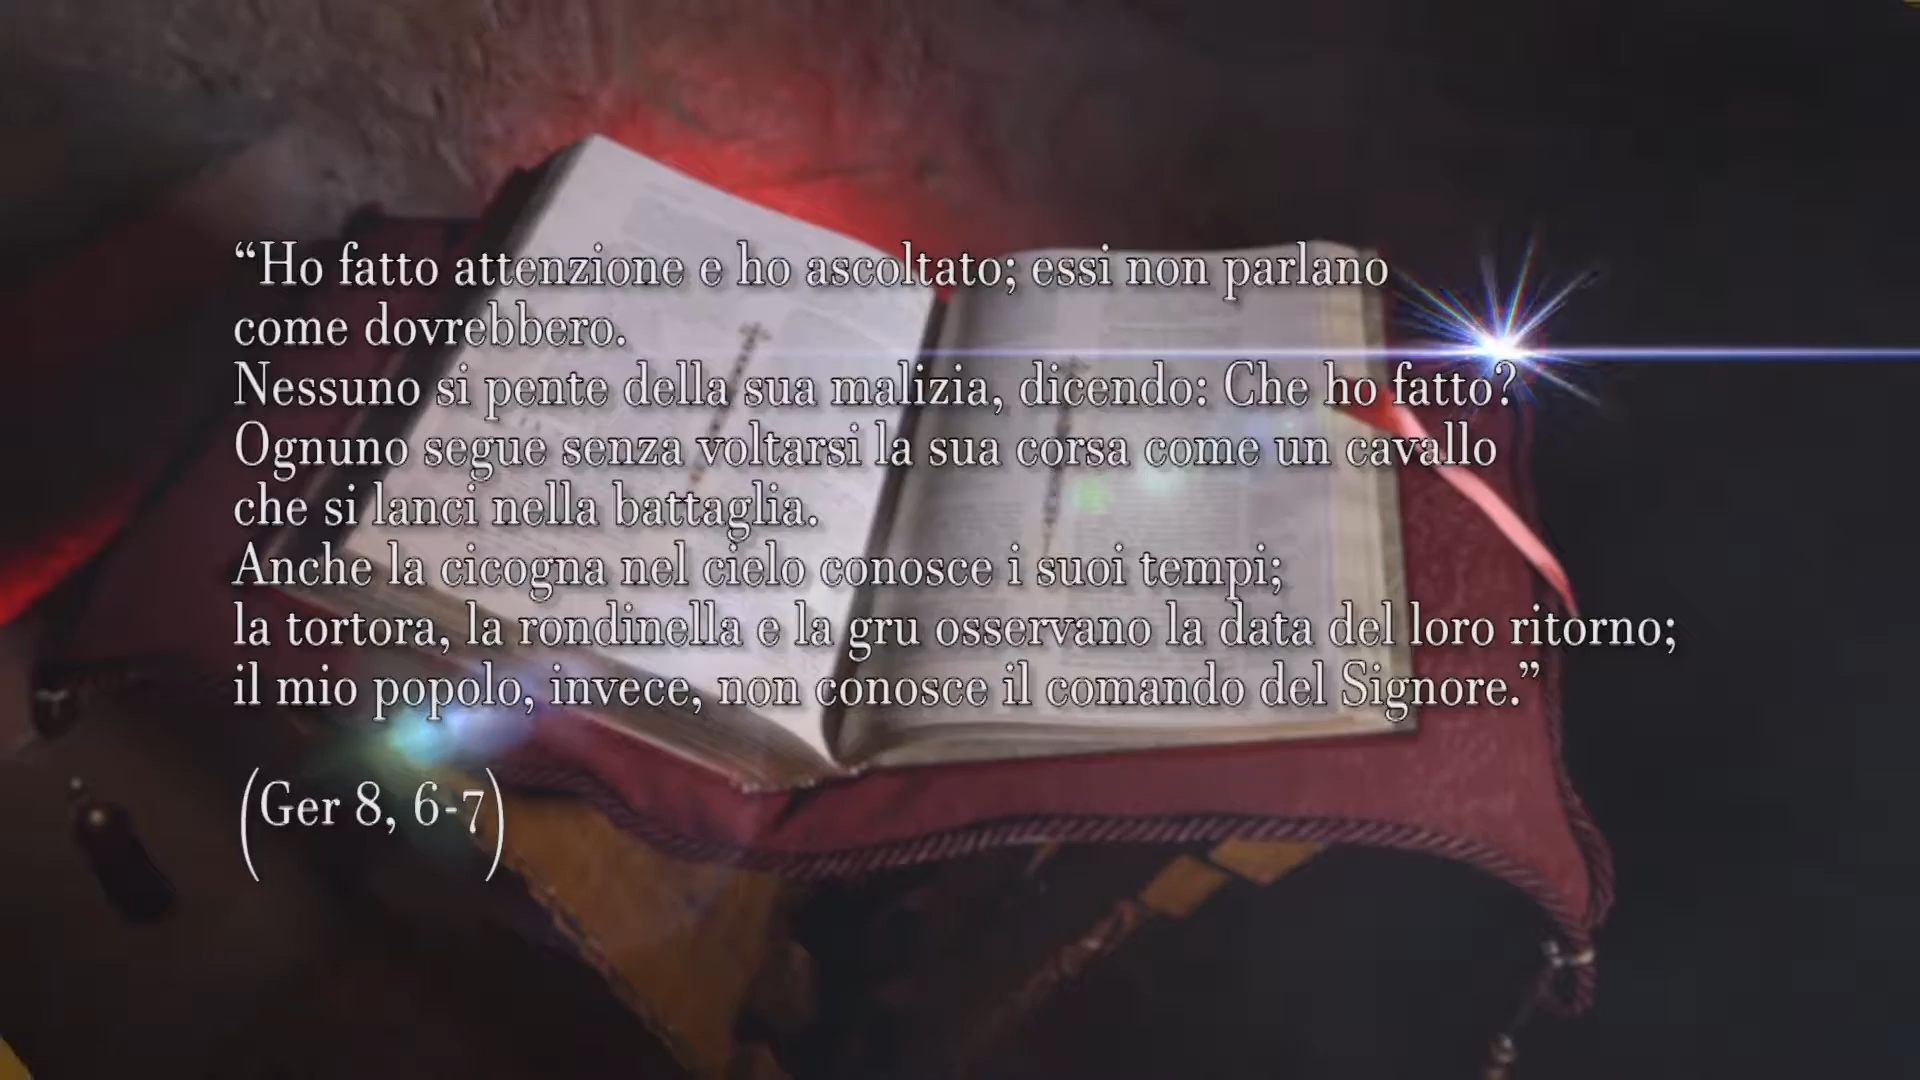 “Ho fatto attenzione e ho ascoltato; essi non parlano
come dovrebbero.
Nessuno si pente della sua malizia, dicendo: Che ho fatto?
Ognuno segue senza voltarsi la sua corsa come un cavallo
che si lanci nella battaglia.
Anche la cicogna nel cielo conosce i suoi tempi;
la tortora, la rondinella e la gru osservano la data del loro ritorno;
il mio popolo, invece, non conosce il comando del Signore.”
(Ger 8, 6-7)